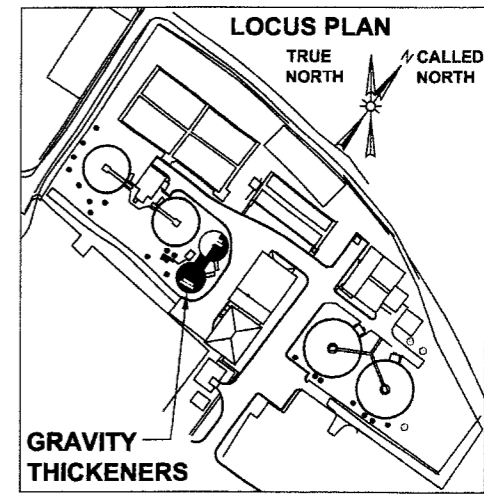 LOCUS PLAN
TRUE
NORTH
N CALLED
NORTH
GRAVITY
THICKENERS